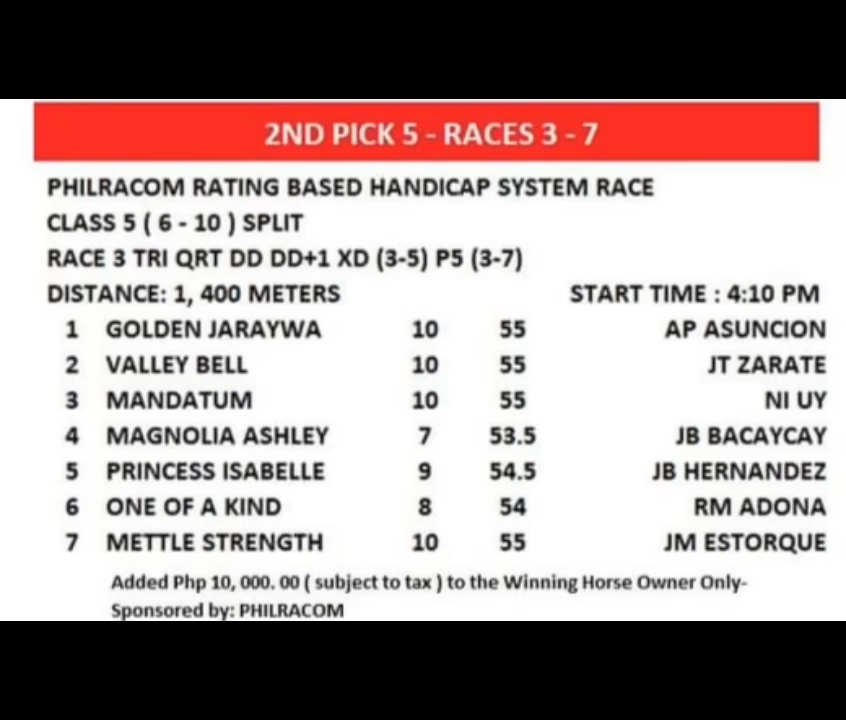 2ND PICK 5 - RACES 3 - 7
PHILRACOM RATING BASED HANDICAP SYSTEM RACE
CLASS 5 ( 6 - 10 ) SPLIT
RACE 3 TRI QRT DD DD+1 XD (3-5) P5 (3-7)
DISTANCE: 1, 400 METERS START TIME : 4:10 PM
1 GOLDEN JARAYWA 10 55 AP ASUNCION
2 VALLEY BELL 10 55 JT ZARATE
3 MANDATUM 10 55 NI UY
4 MAGNOLIA ASHLEY 7 53.5 JB BACAYCAY
5 PRINCESS ISABELLE 9 54.5 JB HERNANDEZ
6 ONE OF A KIND 8 54 RM ADONA
7 METTLE STRENGTH 10 55 JM ESTORQUE
Added Php 10, 000. 00 ( subject to tax ) to the Winning Horse Owner Only-
Sponsored by: PHILRACOM